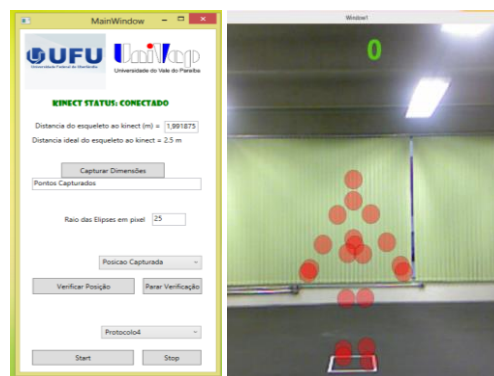 MainWindow
UFU
Universidade Federal de Uberlândia
UniVap
Universidade do Vale do Paraíba
KINECT STATUS: CONECTADO
Distancia do esqueleto ao kinect (m) = 1,991875
Distancia ideal do esqueleto ao kinect = 2,5 m
Capturar Dimensões
Pontos Capturados
Raio das Elipses em pixel 25
Posicao Capturada
Verificar Posição Parar Verificação
Protocolo4
Start Stop
Window1
0